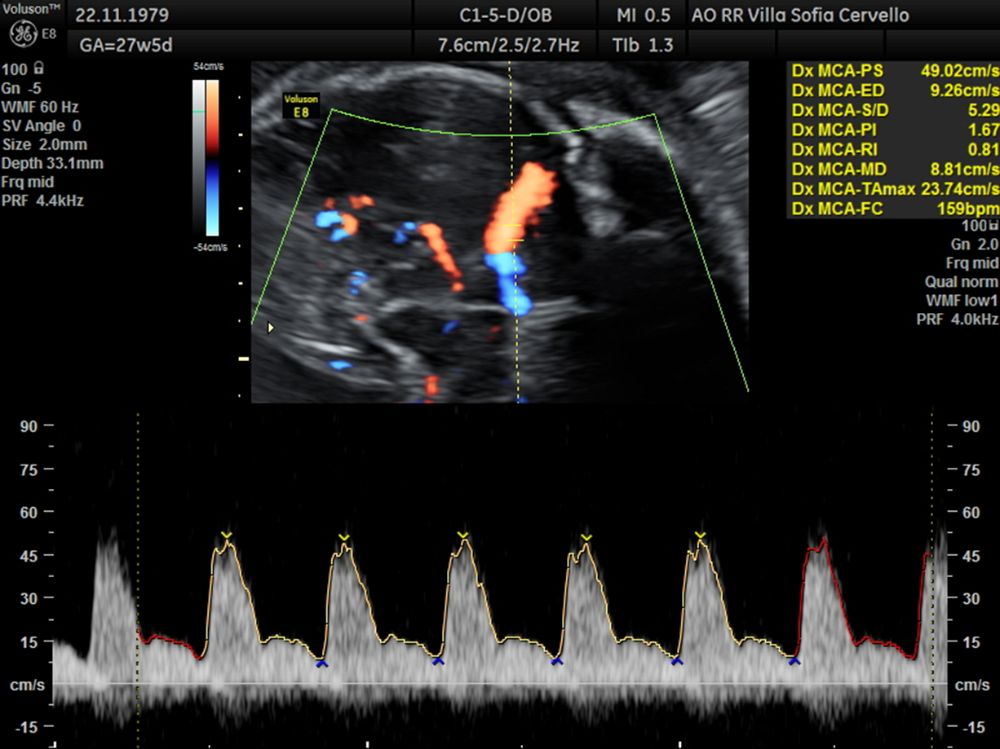 Voluson™
E8
22.11.1979
GA=27w5d
C1-5-D/OB
7.6cm/2.5/2.7Hz
MI 0.5
TIb 1.3
AO RR Villa Sofia Cervello
100
Gn -5
WMF 60 Hz
SV Angle 0
Size 2.0mm
Depth 33.1mm
Frq mid
PRF 4.4kHz
54cm/s
-54cm/s
Voluson
E8
Dx MCA-PS 49.02cm/s
Dx MCA-ED 9.26cm/s
Dx MCA-S/D 5.29
Dx MCA-PI 1.67
Dx MCA-RI 0.81
Dx MCA-MD 8.81cm/s
Dx MCA-TAmax 23.74cm/s
Dx MCA-FC 159bpm
100
Gn 2.0
Frq mid
Qual norm
WMF low1
PRF 4.0kHz
90
75
60
45
30
15
cm/s
-15
90
75
60
45
30
15
cm/s
-15